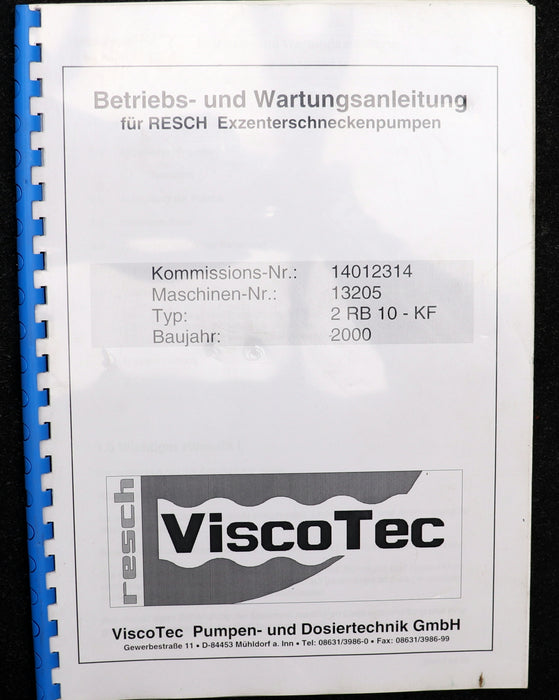 Betriebs- und Wartungsanleitung
für RESCH Exzenterschneckenpumpen
Kommissions-Nr.: 14012314
Maschinen-Nr.: 13205
Typ: 2 RB 10 - KF
Baujahr: 2000
resch
ViscoTec
ViscoTec Pumpen- und Dosiertechnik GmbH
Gewerbestraße 11 • D-84453 Mühldorf a. Inn • Tel: 08631/3986-0 • Fax: 08631/3986-99